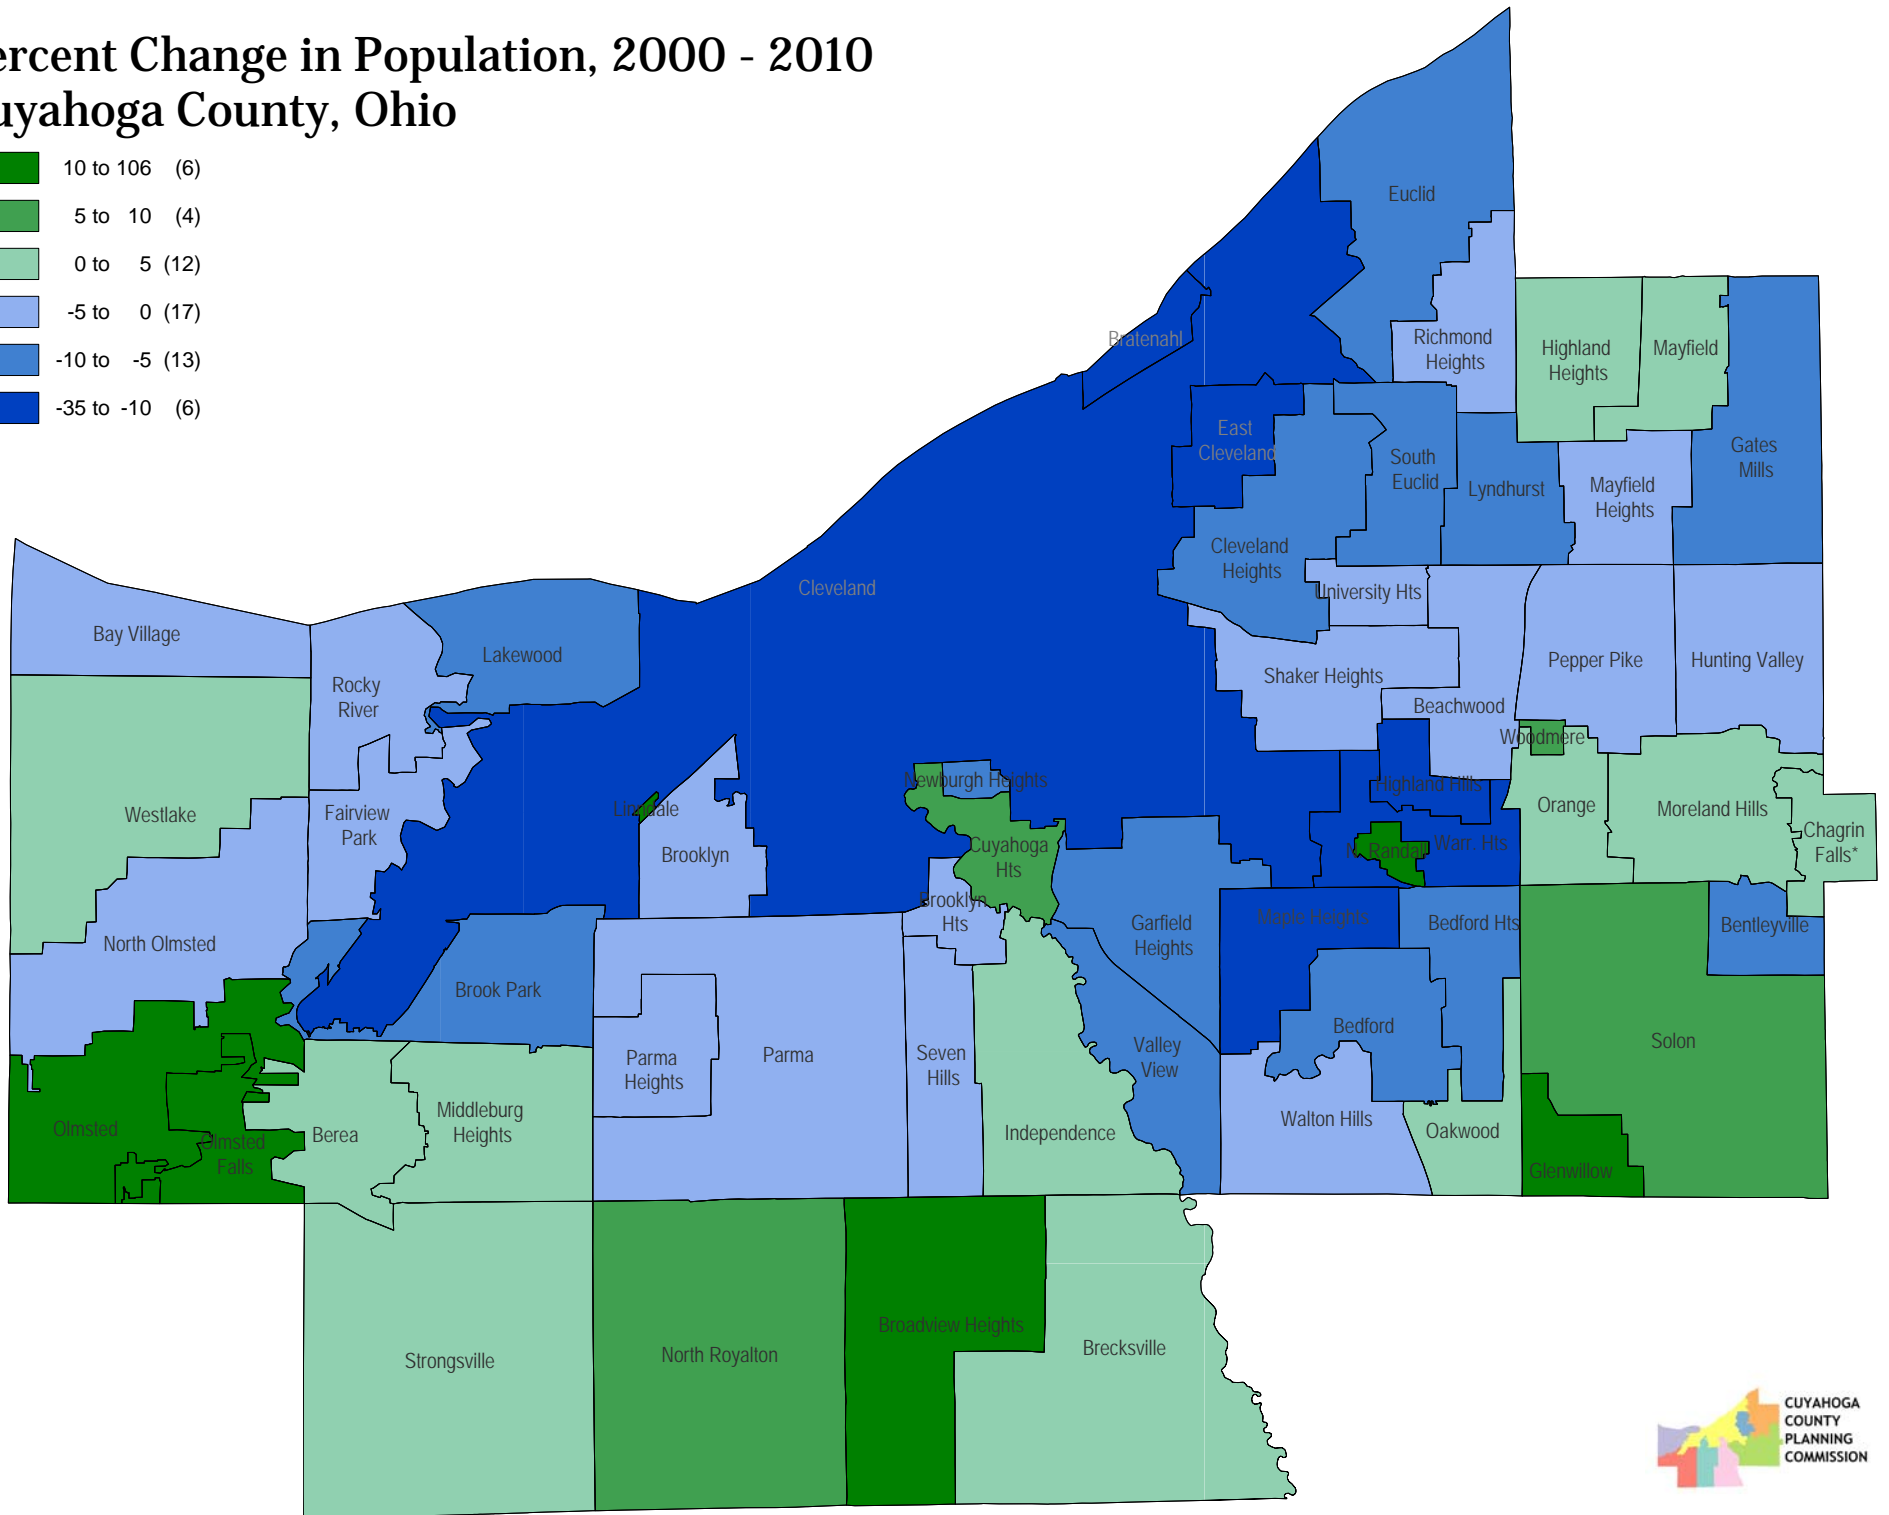 ercent Change in Population, 2000 - 2010
uyahoga County, Ohio
10 to 106 (6)
5 to 10 (4)
0 to 5 (12)
-5 to 0 (17)
-10 to -5 (13)
-35 to -10 (6)
Euclid
Bratenahl
Richmond
Heights
Highland
Heights
Mayfield
East
Cleveland
South
Euclid
Lyndhurst
Mayfield
Heights
Gates
Mills
Cleveland
Heights
Cleveland
University Hts
Bay Village
Lakewood
Rocky
River
Shaker Heights
Beachwood
Pepper Pike
Hunting Valley
Woodmere
Westlake
Fairview
Park
Linndale
Brooklyn
Newburgh Heights
Cuyahoga
Hts
Highland Hills
N. Randall
Warr. Hts
Orange
Moreland Hills
Chagrin
Falls*
North Olmsted
Brook Park
Brooklyn
Hts
Garfield
Heights
Maple Heights
Bedford Hts
Bentleyville
Parma
Heights
Parma
Seven
Hills
Valley
View
Bedford
Solon
Olmsted
Olmsted
Falls
Berea
Middleburg
Heights
Independence
Walton Hills
Oakwood
Glenwillow
Strongsville
North Royalton
Broadview Heights
Brecksville
CUYAHOGA
COUNTY
PLANNING
COMMISSION